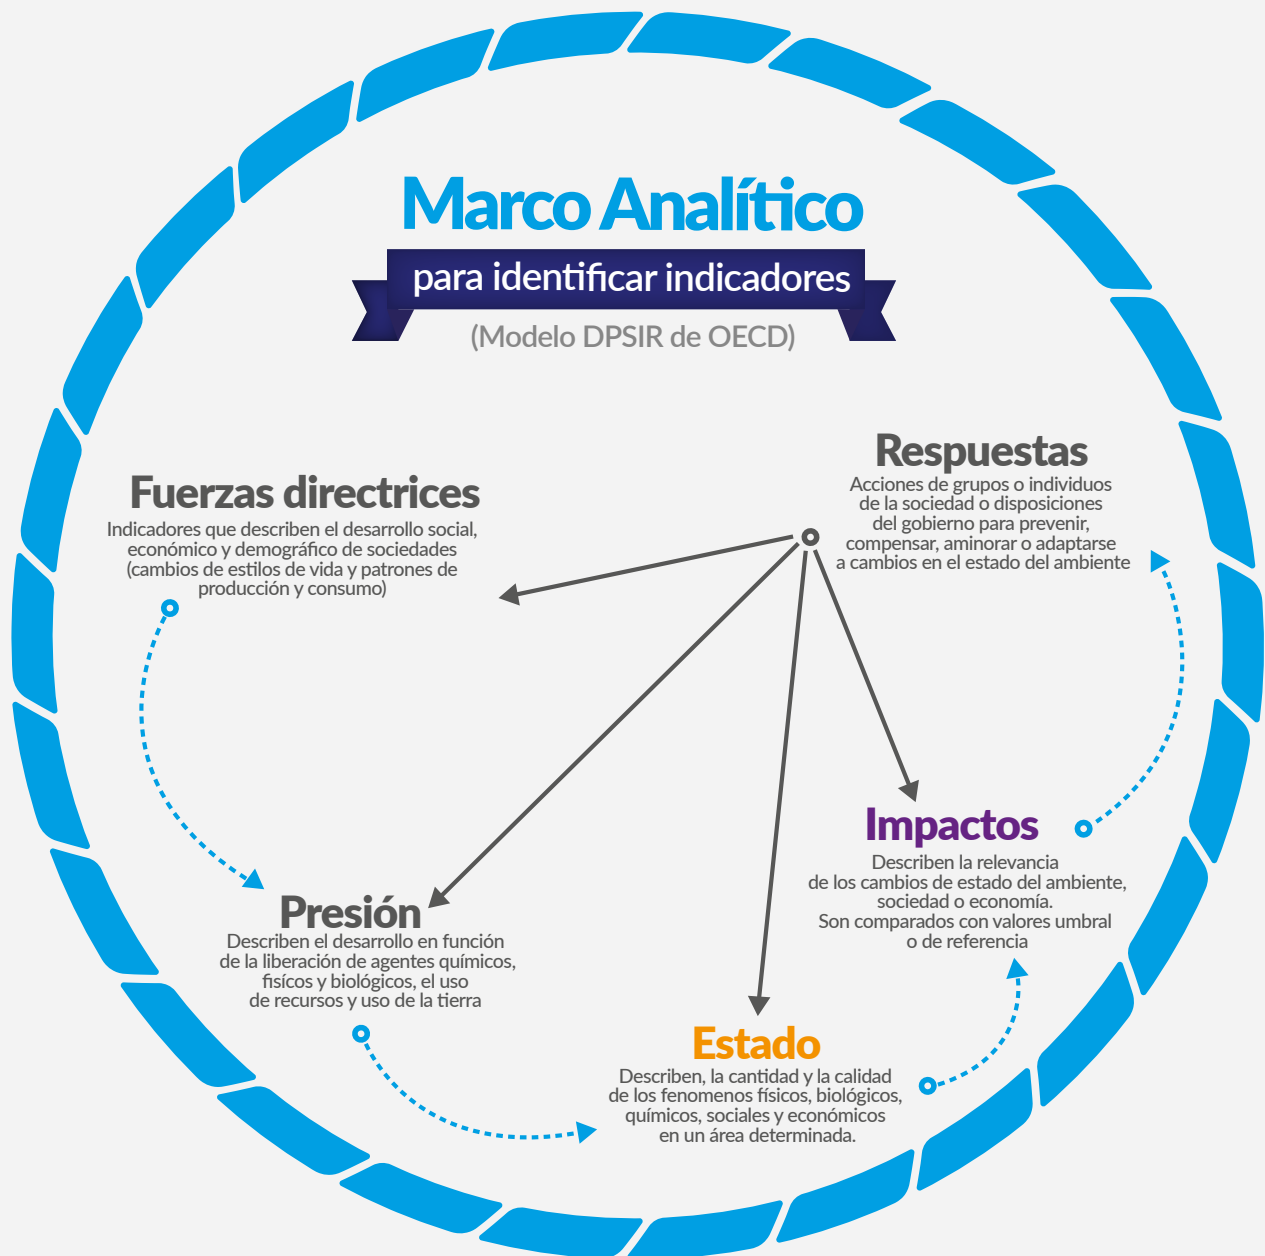 Marco Analítico
para identificar indicadores
(Modelo DPSIR de OECD)
Fuerzas directrices
Indicadores que describen el desarrollo social,
económico y demográfico de sociedades
(cambios de estilos de vida y patrones de
producción y consumo)
Respuestas
Acciones de grupos o individuos
de la sociedad o disposiciones
del gobierno para prevenir,
compensar, aminorar o adaptarse
a cambios en el estado del ambiente
Presión
Describen el desarrollo en función
de la liberación de agentes químicos,
fisícos y biológicos, el uso
de recursos y uso de la tierra
Estado
Describen, la cantidad y la calidad
de los fenomenos físicos, biológicos,
químicos, sociales y económicos
en un área determinada.
Impactos
Describen la relevancia
de los cambios de estado del ambiente,
sociedad o economía.
Son comparados con valores umbral
o de referencia